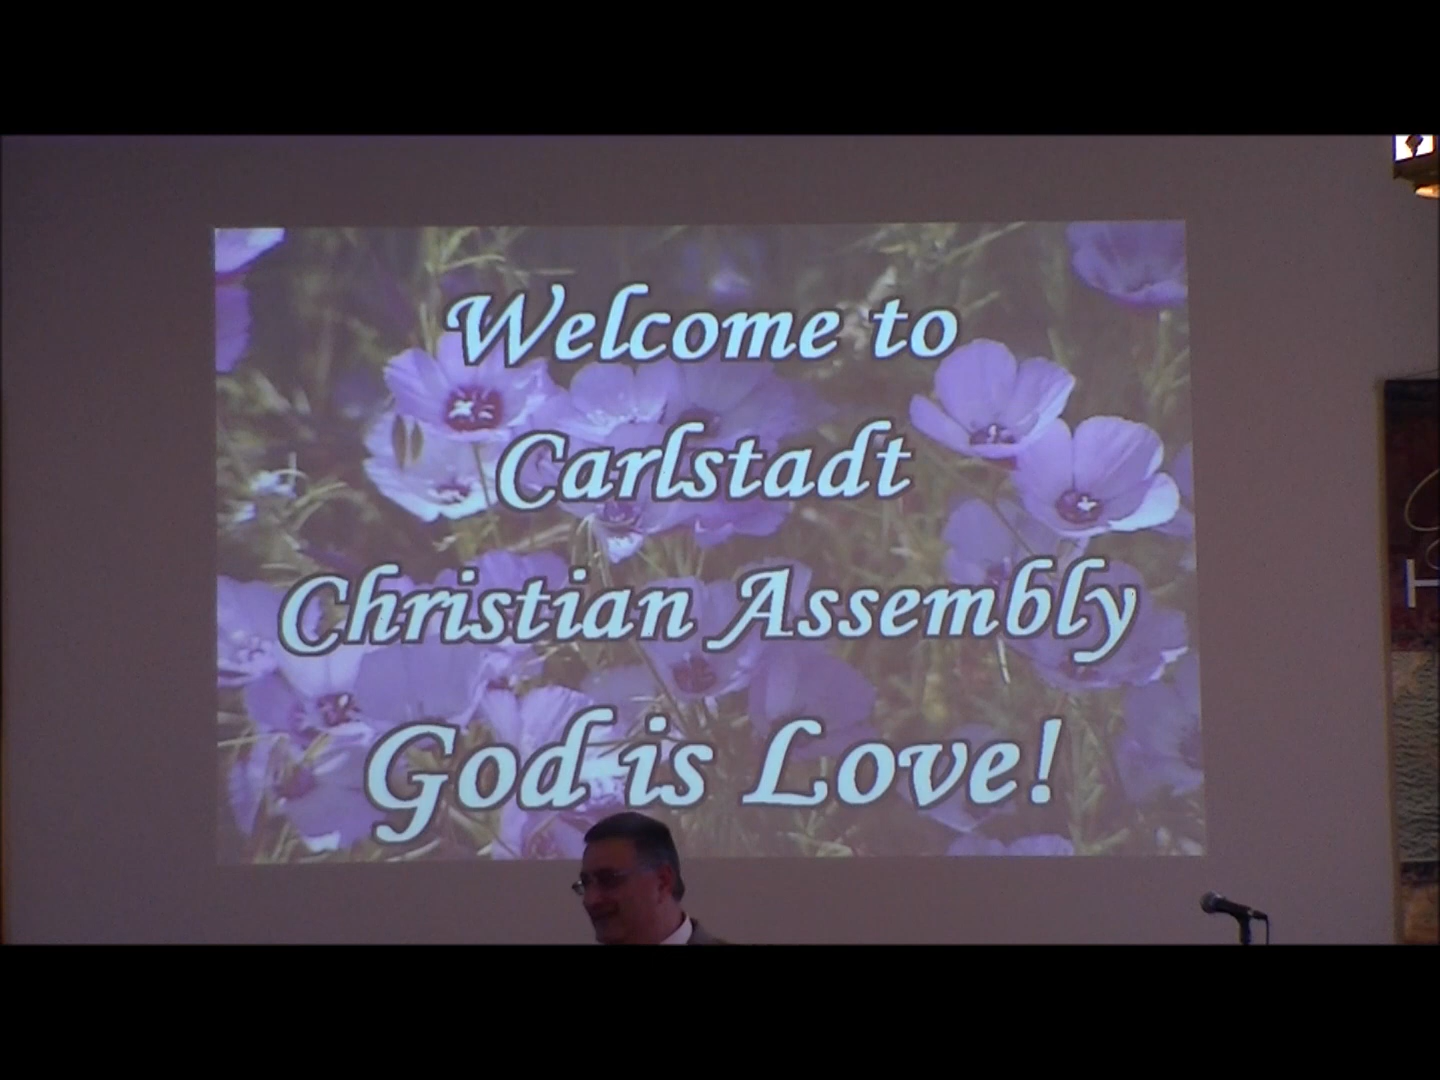 Welcome to
Carlstadt
Christian Assembly
God is Love!
H